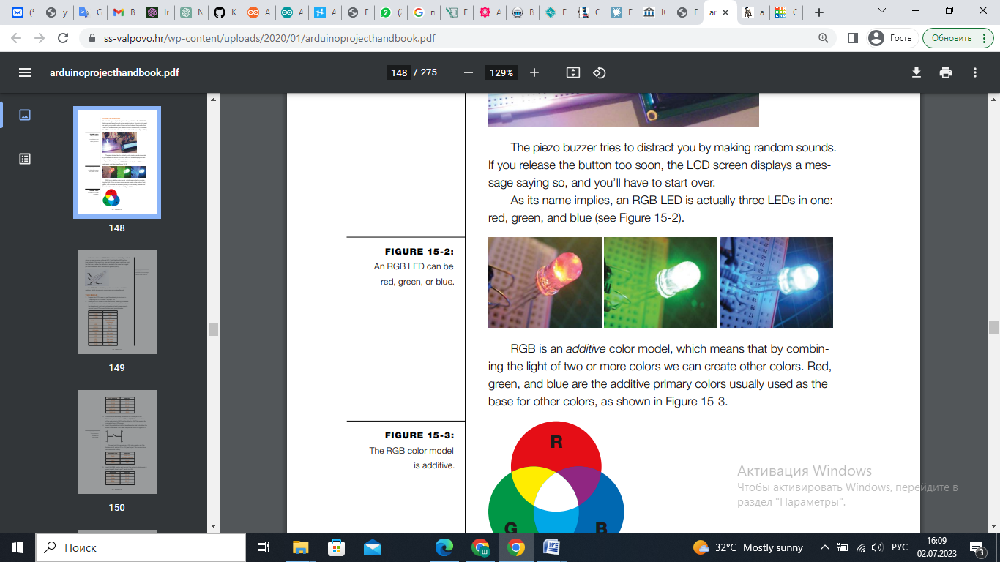 ss-valpovo.hr/wp-content/uploads/2020/01/arduinoprojecthandbook.pdf
Гость
Обновить
arduinoprojecthandbook.pdf
148 / 275
129%
148
149
150
The piezo buzzer tries to distract you by making random sounds.
If you release the button too soon, the LCD screen displays a mes-
sage saying so, and you’ll have to start over.
As its name implies, an RGB LED is actually three LEDs in one:
red, green, and blue (see Figure 15-2).
FIGURE 15-2:
An RGB LED can be
red, green, or blue.
RGB is an additive color model, which means that by combin-
ing the light of two or more colors we can create other colors. Red,
green, and blue are the additive primary colors usually used as the
base for other colors, as shown in Figure 15-3.
FIGURE 15-3:
The RGB color model
is additive.
R
G
B
Активация Windows
Чтобы активировать Windows, перейдите в
раздел "Параметры".
Поиск
32°C Mostly sunny
РУС
16:09
02.07.2023
3